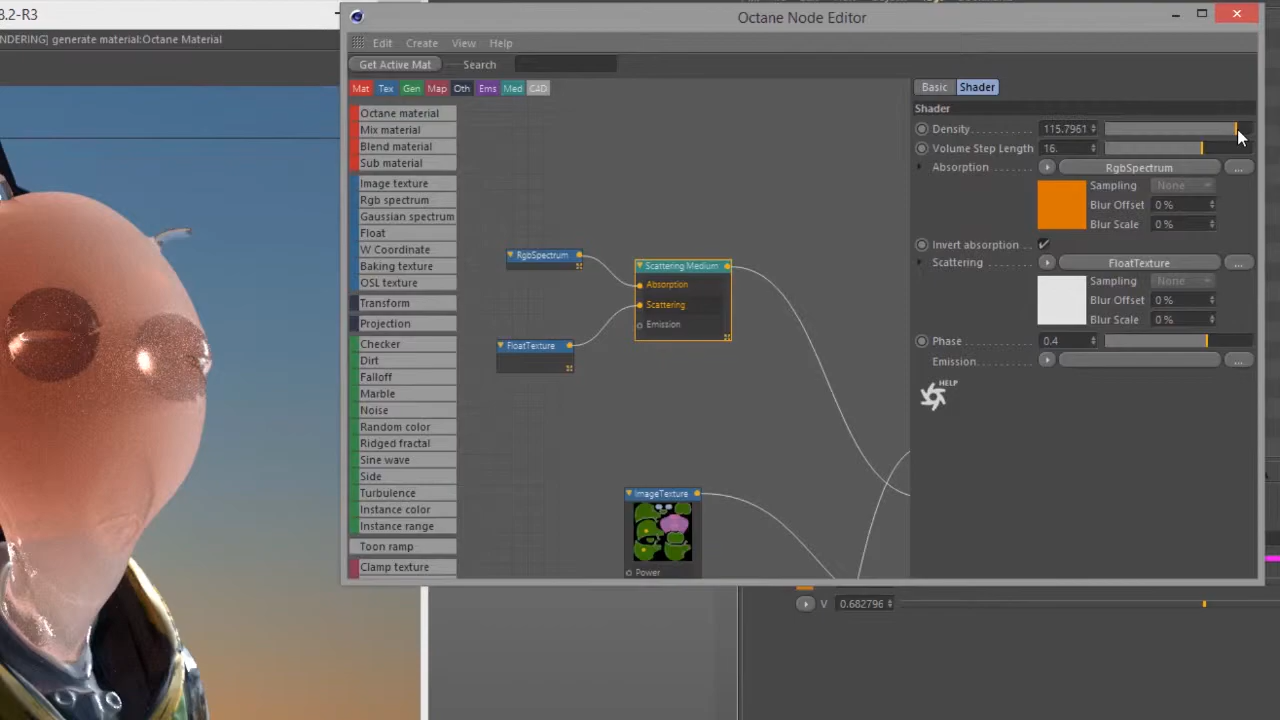 3.2-R3
Octane Node Editor
NDERING] generate material:Octane Material
Edit Create View Help
Get Active Mat Search
Mat Tex Gen Map Oth Ems Med C4D
Basic Shader
Shader
Octane material
Mix material
Blend material
Sub material
Image texture
Rgb spectrum
Gaussian spectrum
Float
W Coordinate
Baking texture
OSL texture
Transform
Projection
Checker
Dirt
Falloff
Marble
Noise
Random color
Ridged fractal
Sine wave
Side
Turbulence
Instance color
Instance range
Toon ramp
Clamp texture
RgbSpectrum
FloatTexture
Scattering Medium
Absorption
Scattering
Emission
ImageTexture
Power
Density 115.7961
Volume Step Length 16.
Absorption RgbSpectrum ...
Sampling None
Blur Offset 0 %
Blur Scale 0 %
Invert absorption
Scattering FloatTexture ...
Sampling None
Blur Offset 0 %
Blur Scale 0 %
Phase 0.4
Emission ...
HELP
V 0.682796